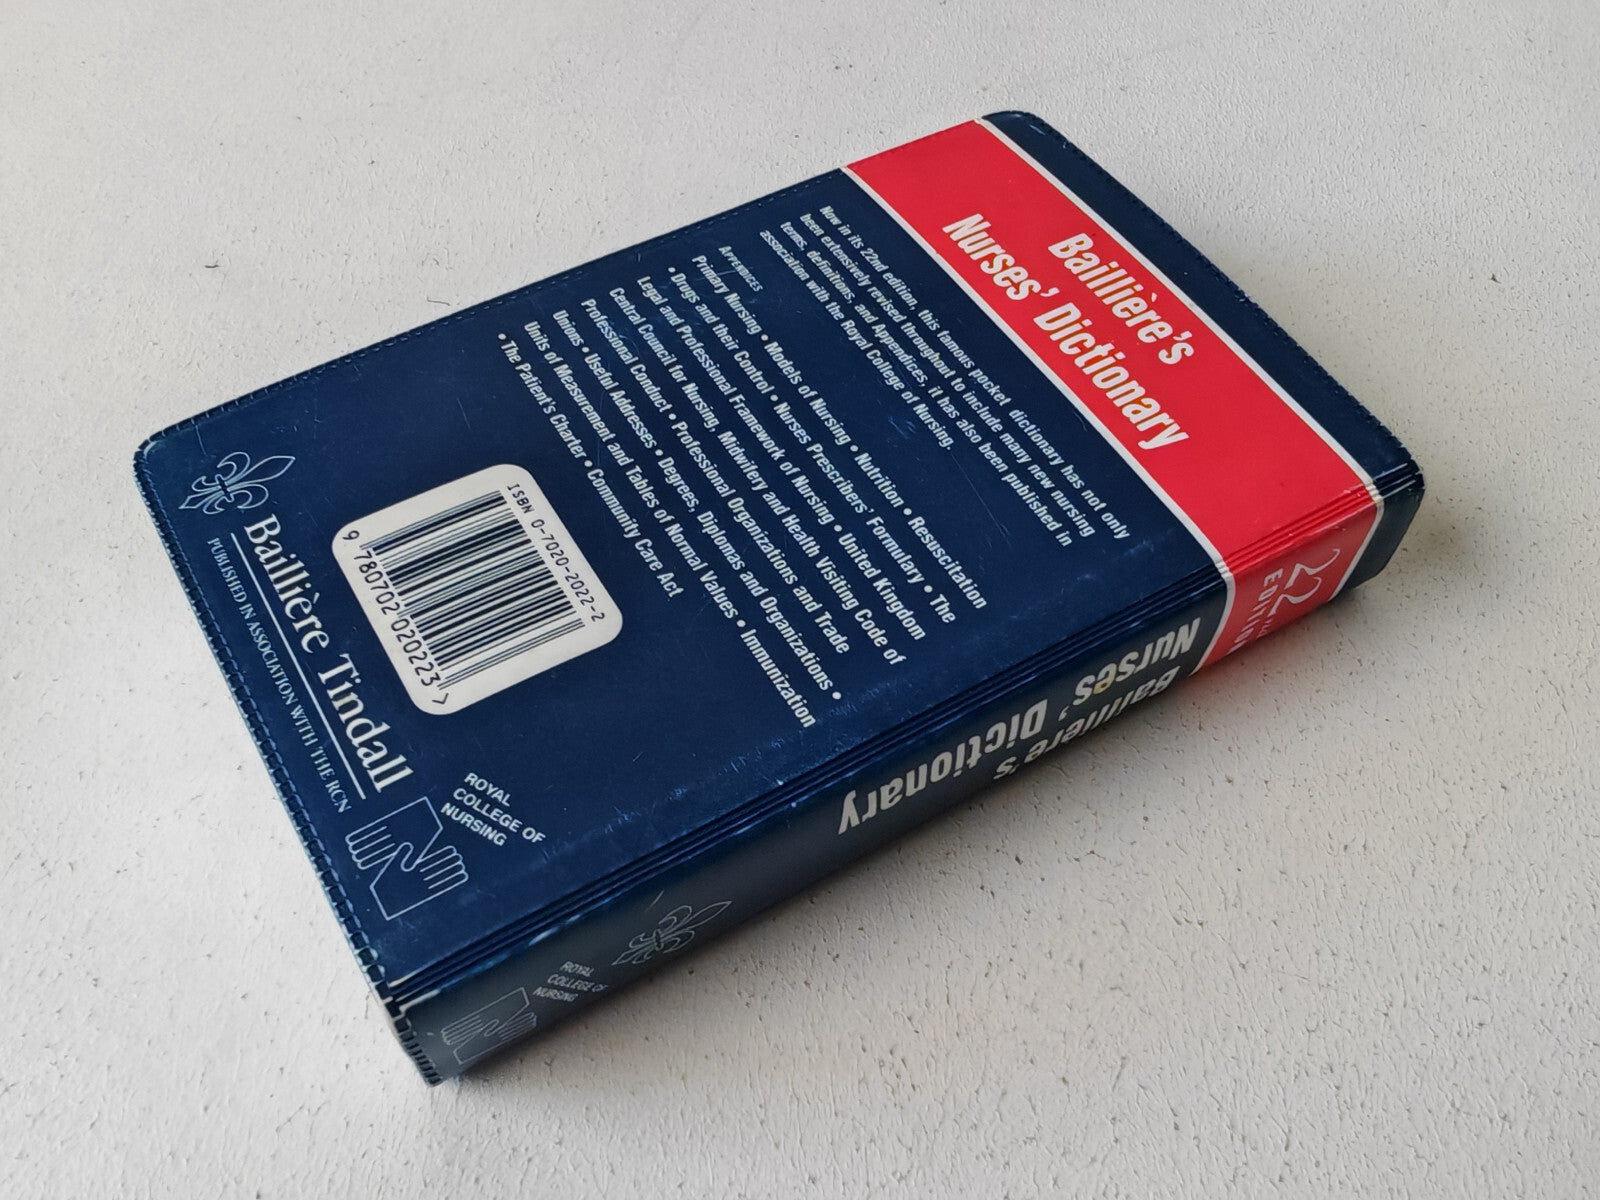 Baillière's
Nurses' Dictionary
Now in its 22nd edition, this famous pocket dictionary has not only
been extensively revised throughout to include many new nursing
terms, definitions, and Appendices, it has also been published in
association with the Royal College of Nursing.
APPENDICES
Primary Nursing • Models of Nursing • Nutrition • Resuscitation
• Drugs and their Control • Nurses Prescribers' Formulary • The
Legal and Professional Framework of Nursing • United Kingdom
Central Council for Nursing, Midwifery and Health Visiting Code of
Professional Conduct • Professional Organizations and Trade
Unions • Useful Addresses • Degrees, Diplomas and Organizations •
Units of Measurement and Tables of Normal Values • Immunization
• The Patient's Charter • Community Care Act
ISBN 0-7020-2022-2
9 780702 020223 >
Baillière Tindall
PUBLISHED IN ASSOCIATION WITH THE RCN
ROYAL
COLLEGE OF
NURSING
22
EDITION
Baillière's
Nurses' Dictionary
ROYAL
COLLEGE OF
NURSING